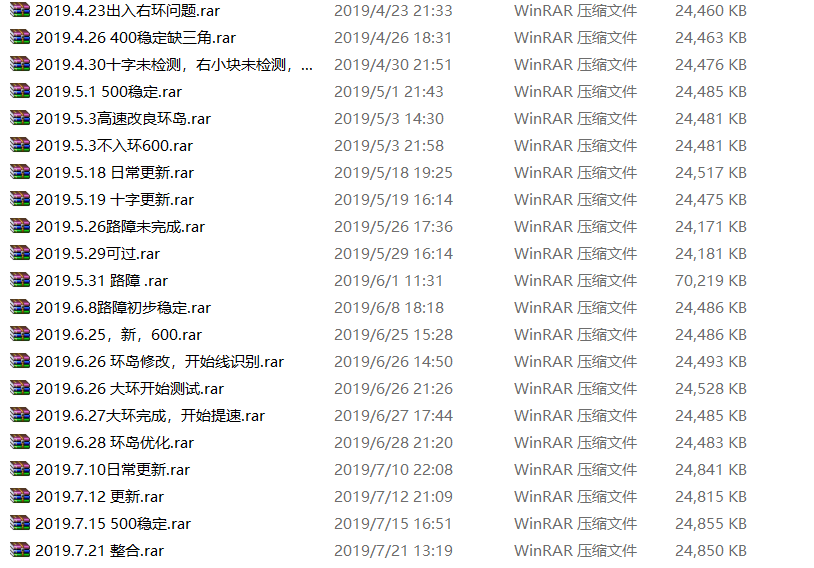 2019.4.23出入右环问题.rar 2019/4/23 21:33 WinRAR 压缩文件 24,460 KB
2019.4.26 400稳定缺三角.rar 2019/4/26 18:31 WinRAR 压缩文件 24,463 KB
2019.4.30十字未检测，右小块未检测，... 2019/4/30 21:51 WinRAR 压缩文件 24,476 KB
2019.5.1 500稳定.rar 2019/5/1 21:43 WinRAR 压缩文件 24,485 KB
2019.5.3高速改良环岛.rar 2019/5/3 14:30 WinRAR 压缩文件 24,481 KB
2019.5.3不入环600.rar 2019/5/3 21:58 WinRAR 压缩文件 24,481 KB
2019.5.18 日常更新.rar 2019/5/18 19:25 WinRAR 压缩文件 24,517 KB
2019.5.19 十字更新.rar 2019/5/19 16:14 WinRAR 压缩文件 24,475 KB
2019.5.26路障未完成.rar 2019/5/26 17:36 WinRAR 压缩文件 24,171 KB
2019.5.29可过.rar 2019/5/29 16:14 WinRAR 压缩文件 24,181 KB
2019.5.31 路障 .rar 2019/6/1 11:31 WinRAR 压缩文件 70,219 KB
2019.6.8路障初步稳定.rar 2019/6/8 18:18 WinRAR 压缩文件 24,486 KB
2019.6.25，新，600.rar 2019/6/25 15:28 WinRAR 压缩文件 24,486 KB
2019.6.26 环岛修改，开始线识别.rar 2019/6/26 14:50 WinRAR 压缩文件 24,493 KB
2019.6.26 大环开始测试.rar 2019/6/26 21:26 WinRAR 压缩文件 24,528 KB
2019.6.27大环完成，开始提速.rar 2019/6/27 17:44 WinRAR 压缩文件 24,485 KB
2019.6.28 环岛优化.rar 2019/6/28 21:20 WinRAR 压缩文件 24,483 KB
2019.7.10日常更新.rar 2019/7/10 22:08 WinRAR 压缩文件 24,841 KB
2019.7.12 更新.rar 2019/7/12 21:09 WinRAR 压缩文件 24,815 KB
2019.7.15 500稳定.rar 2019/7/15 16:51 WinRAR 压缩文件 24,855 KB
2019.7.21 整合.rar 2019/7/21 13:19 WinRAR 压缩文件 24,850 KB